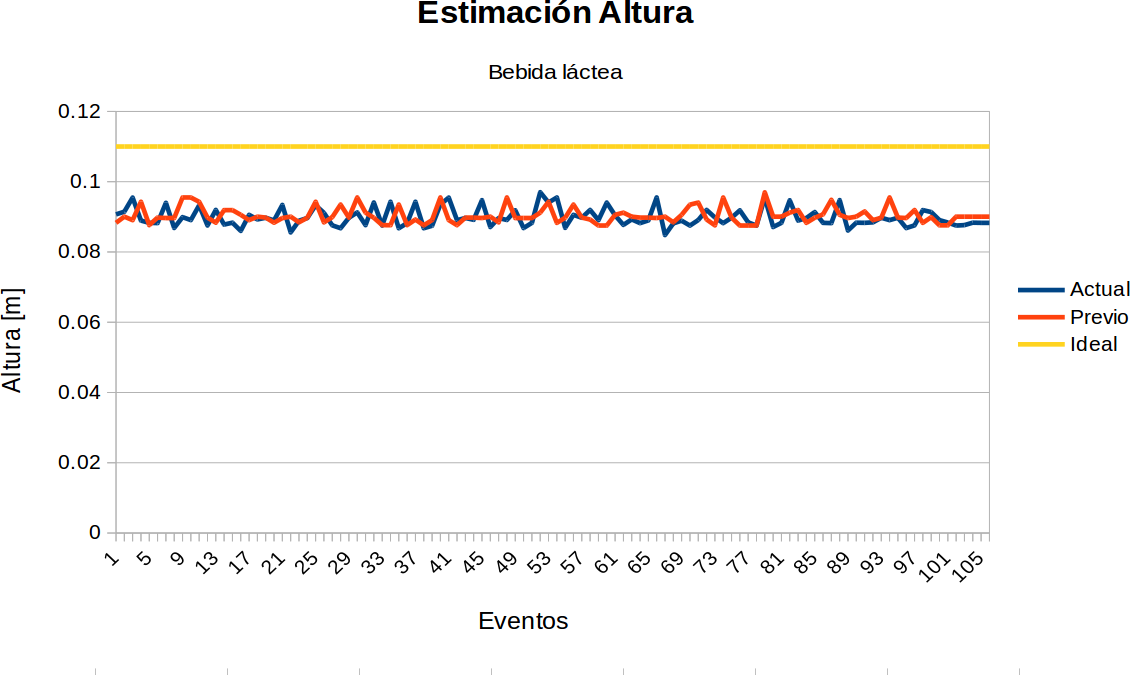 Estimación Altura
Bebida láctea
0.12
0.1
0.08
0.06
0.04
0.02
0
Altura [m]
1 5 9 13 17 21 25 29 33 37 41 45 49 53 57 61 65 69 73 77 81 85 89 93 97 101 105
Eventos
Actual
Previo
Ideal